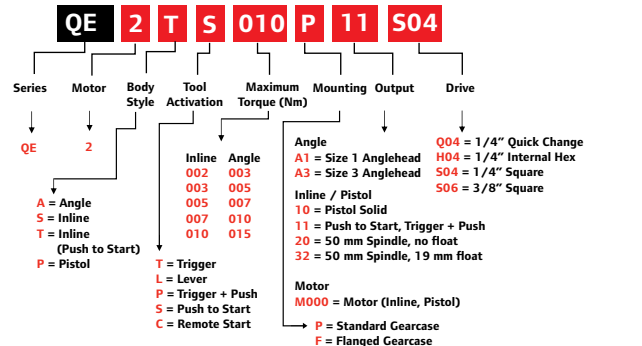 QE 2 T S 010 P 11 S04
Series
Motor
Body Style
Tool Activation
Maximum Torque (Nm)
Mounting
Output
Drive
QE
2
A = Angle
S = Inline
T = Inline
(Push to Start)
P = Pistol
T = Trigger
L = Lever
P = Trigger + Push
S = Push to Start
C = Remote Start
Inline Angle
002 003
003 005
005 007
007 010
010 015
Angle
A1 = Size 1 Anglehead
A3 = Size 3 Anglehead
Inline / Pistol
10 = Pistol Solid
11 = Push to Start, Trigger + Push
20 = 50 mm Spindle, no float
32 = 50 mm Spindle, 19 mm float
Motor
M000 = Motor (Inline, Pistol)
P = Standard Gearcase
F = Flanged Gearcase
Q04 = 1/4" Quick Change
H04 = 1/4" Internal Hex
S04 = 1/4" Square
S06 = 3/8" Square